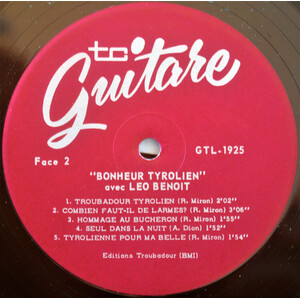 tc
Guitare
Face 2
GTL-1925
"BONHEUR TYROLIEN"
avec LEO BENOIT
1. TROUBADOUR TYROLIEN (R. Miron) 2'02"
2. COMBIEN FAUT-IL DE LARMES? (R. Miron) 3'06"
3. HOMMAGE AU BUCHERON (R. Miron) 1'55"
4. SEUL DANS LA NUIT (A. Dion) 1'52"
5. TYROLIENNE POUR MA BELLE (R. Miron) 1'54"
Editions Troubadour (BMI)